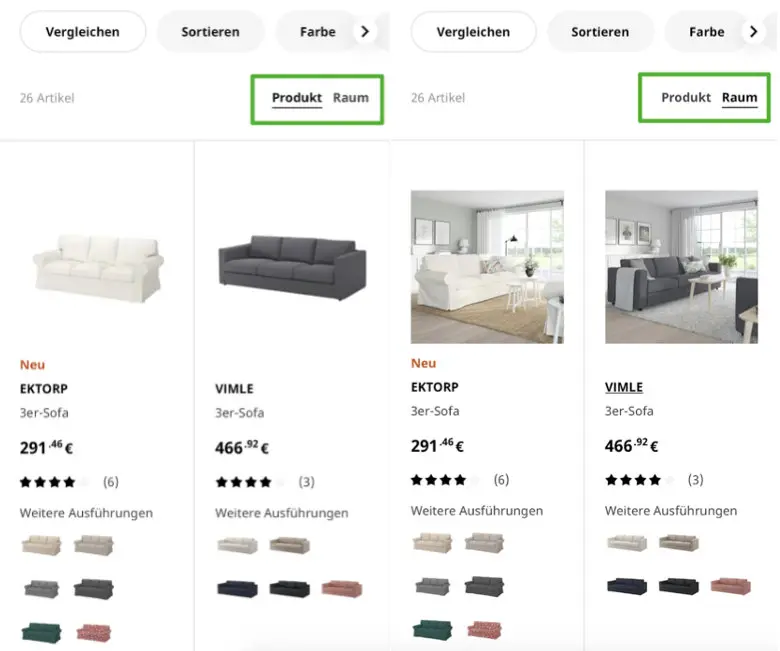 Vergleichen Sortieren Farbe
26 Artikel Produkt Raum
Neu
EKTORP
3er-Sofa
291.46 €
(6)
Weitere Ausführungen
VIMLE
3er-Sofa
466.92 €
(3)
Weitere Ausführungen
Vergleichen Sortieren Farbe
26 Artikel Produkt Raum
Neu
EKTORP
3er-Sofa
291.46 €
(6)
Weitere Ausführungen
VIMLE
3er-Sofa
466.92 €
(3)
Weitere Ausführungen